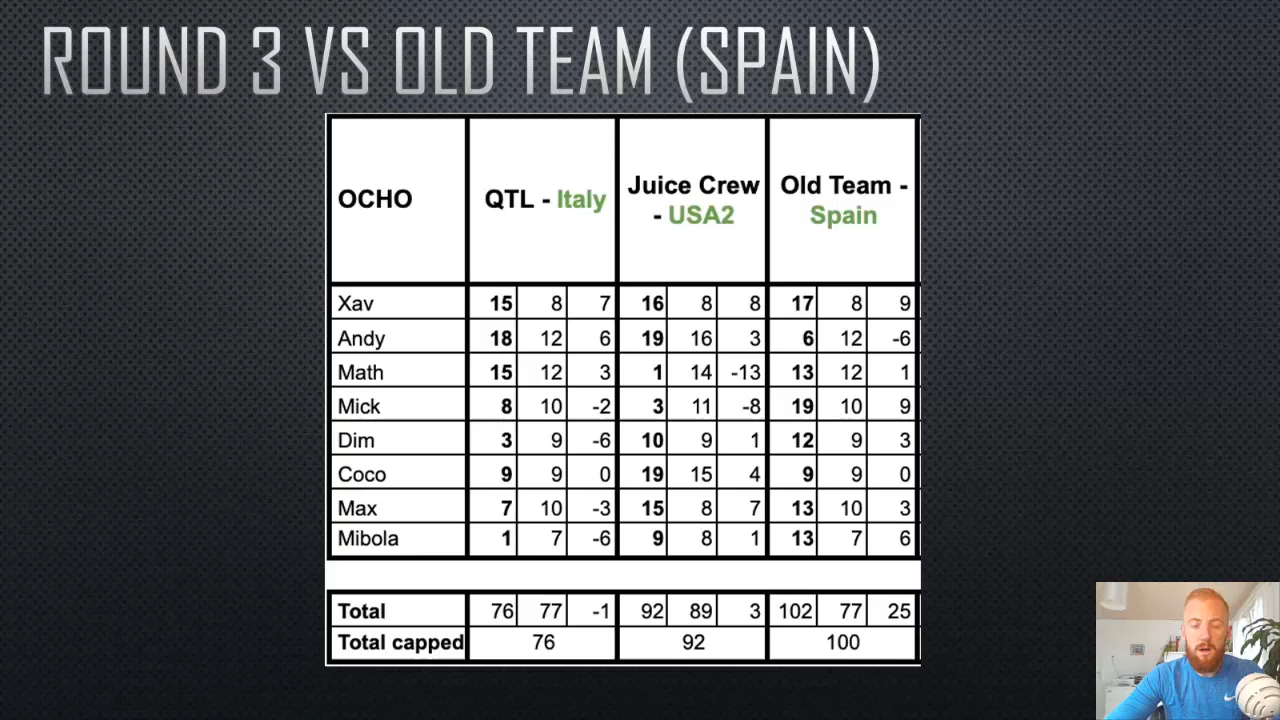 ROUND 3 VS OLD TEAM (SPAIN)
OCHO QTL - Italy Juice Crew - USA2 Old Team - Spain
Xav 15 8 7 16 8 8 17 8 9
Andy 18 12 6 19 16 3 6 12 -6
Math 15 12 3 1 14 -13 13 12 1
Mick 8 10 -2 3 11 -8 19 10 9
Dim 3 9 -6 10 9 1 12 9 3
Coco 9 9 0 19 15 4 9 9 0
Max 7 10 -3 15 8 7 13 10 3
Mibola 1 7 -6 9 8 1 13 7 6
Total 76 77 -1 92 89 3 102 77 25
Total capped 76 92 100